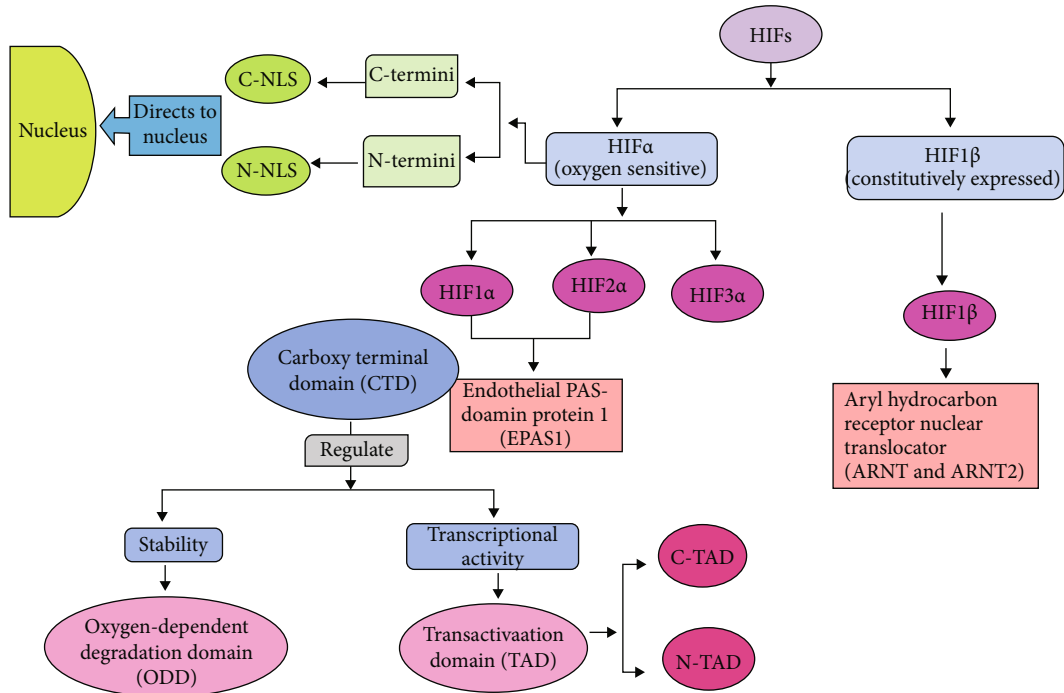 HIFs
C-NLS
C-termini
Nucleus
Directs to
nucleus
N-NLS
N-termini
HIFα
(oxygen sensitive)
HIF1β
(constitutively expressed)
HIF1α
HIF2α
HIF3α
HIF1β
Carboxy terminal
domain (CTD)
Endothelial PAS-
doamin protein 1
(EPAS1)
Aryl hydrocarbon
receptor nuclear
translocator
(ARNT and ARNT2)
Regulate
Stability
Transcriptional
activity
C-TAD
Oxygen-dependent
degradation domain
(ODD)
Transactivaation
domain (TAD)
N-TAD